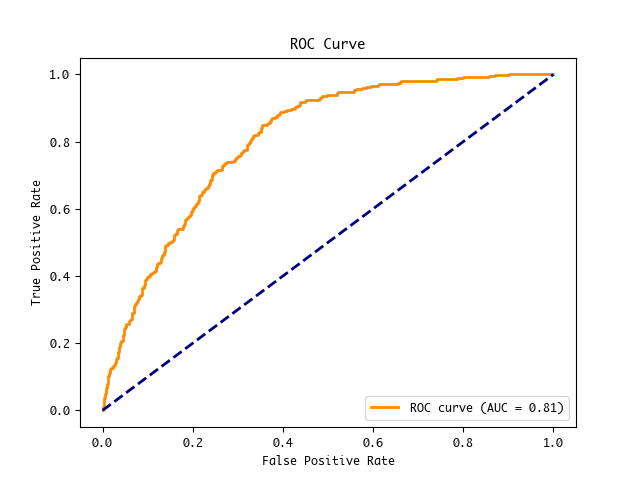 ROC Curve
1.0
0.8
0.6
0.4
0.2
0.0
True Positive Rate
0.0 0.2 0.4 0.6 0.8 1.0
False Positive Rate
ROC curve (AUC = 0.81)